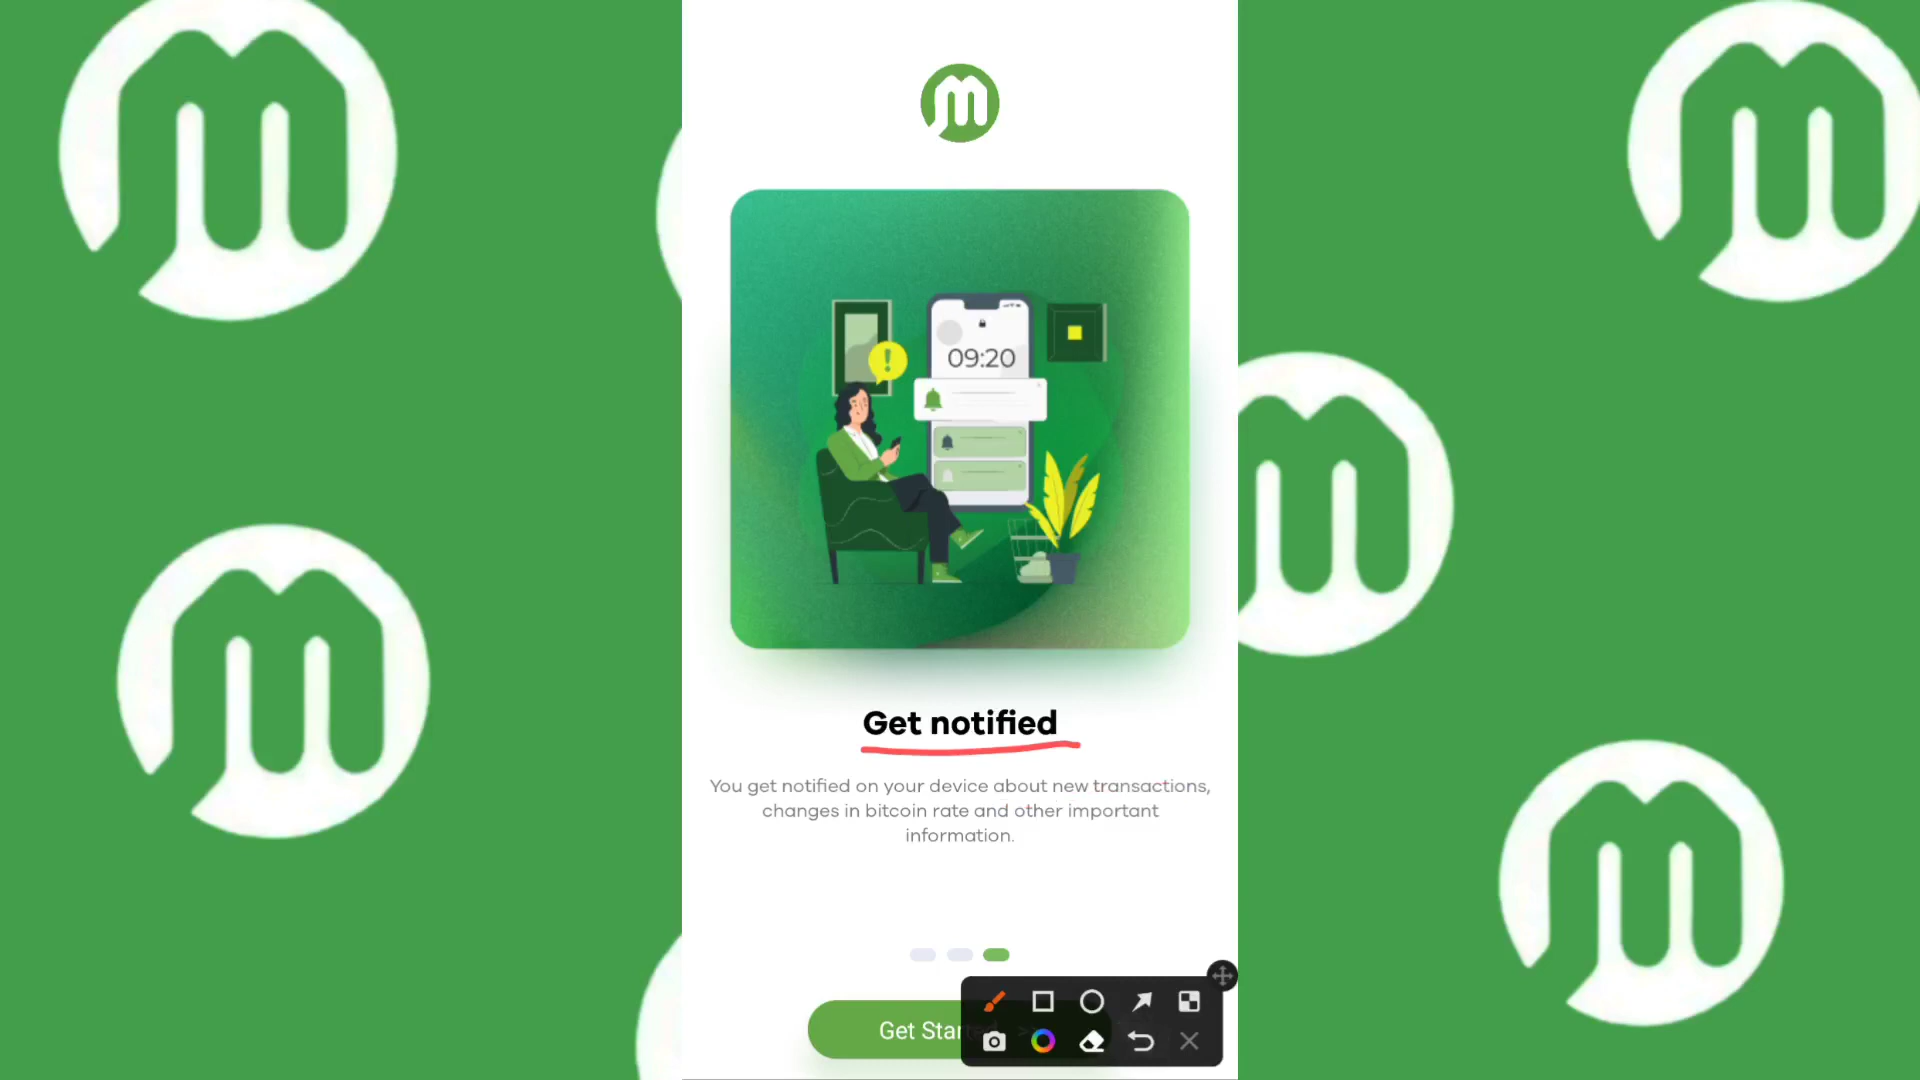 09:20
Get notified
You get notified on your device about new transactions,
changes in bitcoin rate and other important
information.
Get Star